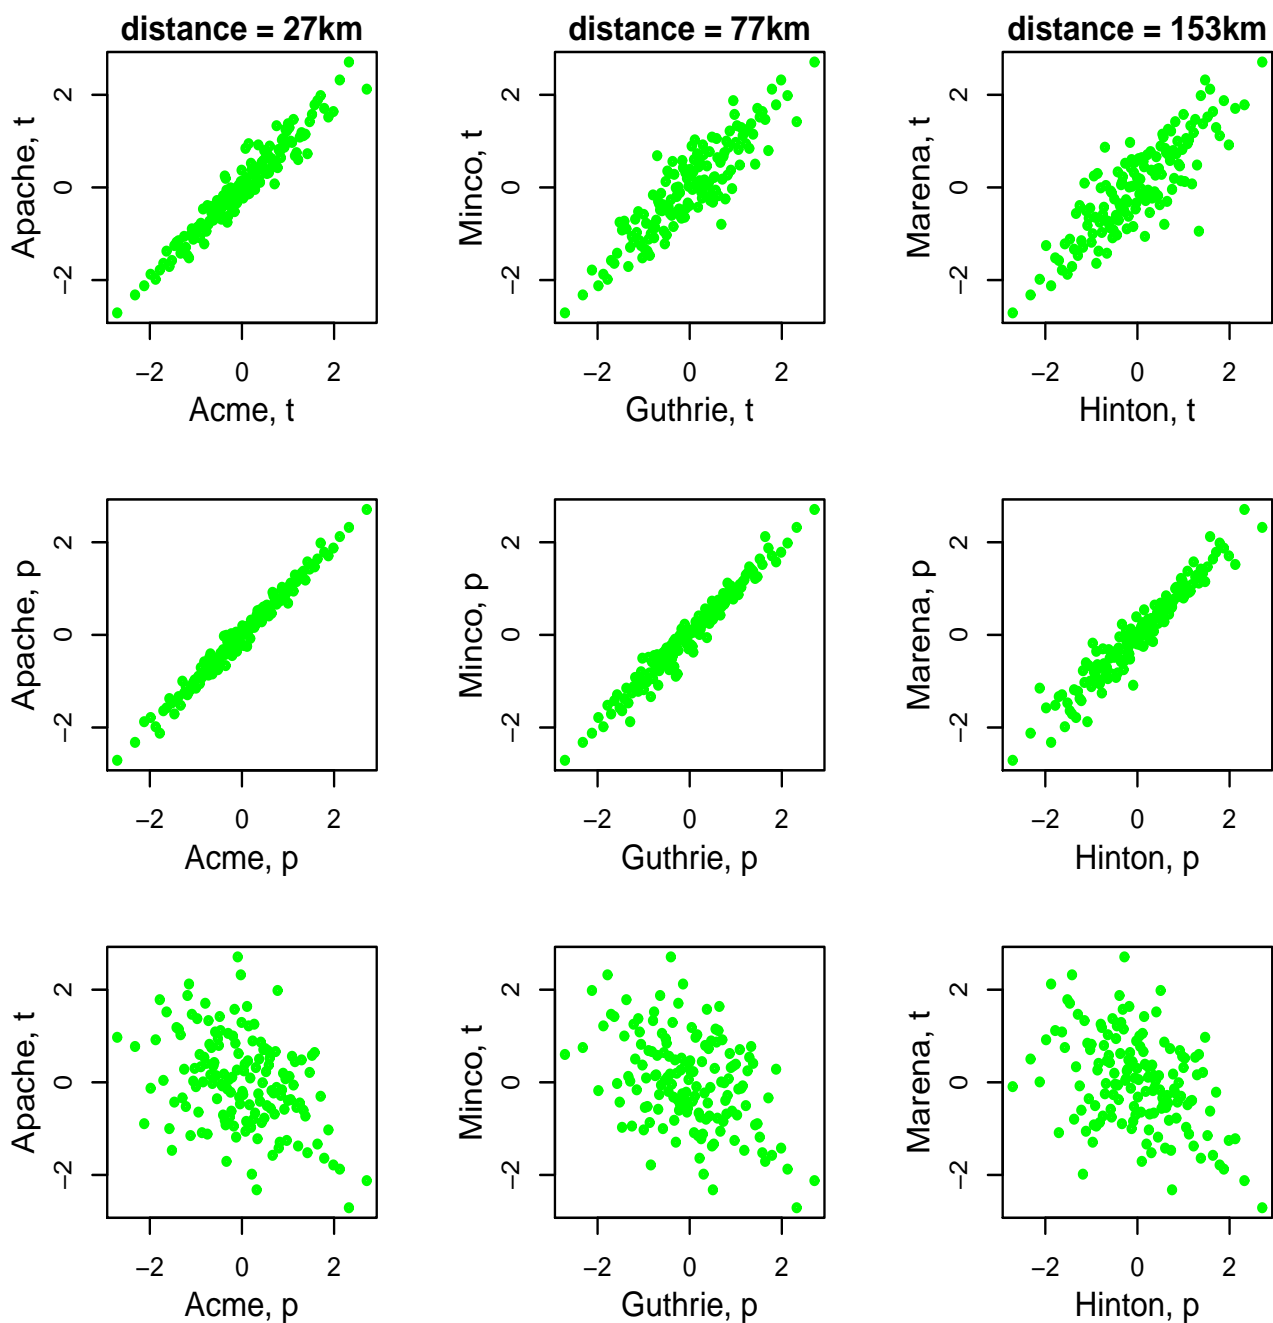 distance = 27km distance = 77km distance = 153km
Apache, t
2
0
−2
−2 0 2
Acme, t
Minco, t
2
0
−2
−2 0 2
Guthrie, t
Marena, t
2
0
−2
−2 0 2
Hinton, t
Apache, p
2
0
−2
−2 0 2
Acme, p
Minco, p
2
0
−2
−2 0 2
Guthrie, p
Marena, p
2
0
−2
−2 0 2
Hinton, p
Apache, t
2
0
−2
−2 0 2
Acme, p
Minco, t
2
0
−2
−2 0 2
Guthrie, p
Marena, t
2
0
−2
−2 0 2
Hinton, p